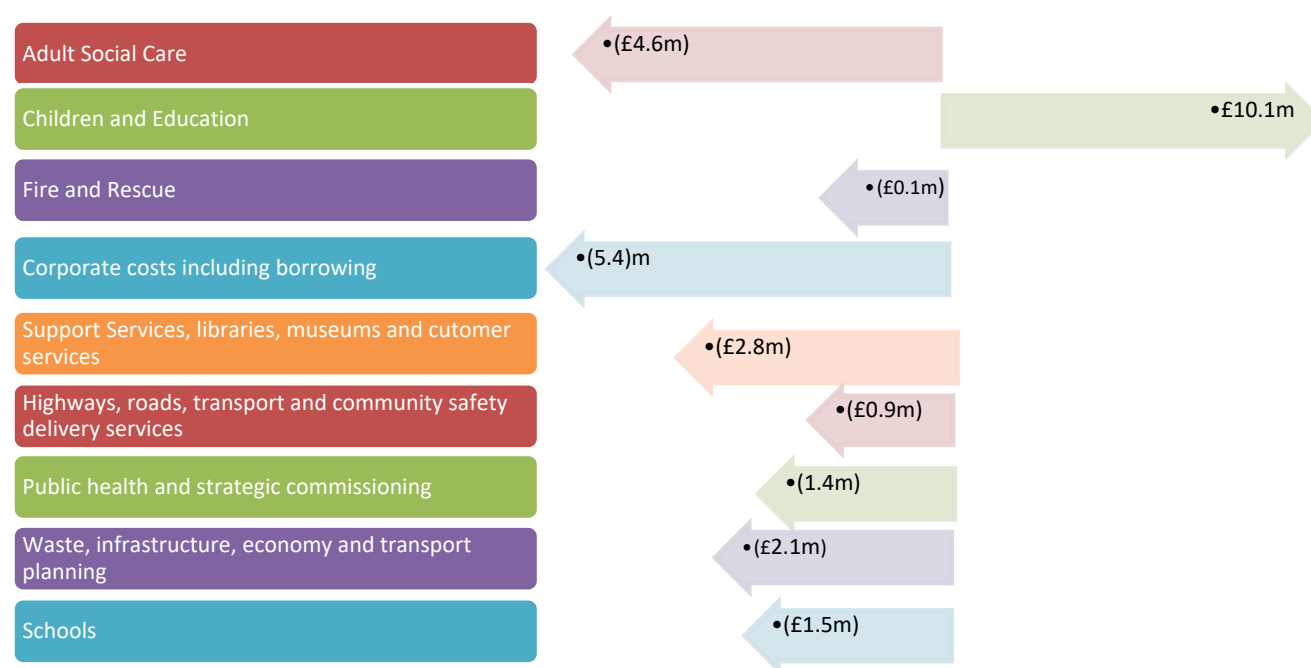 Adult Social Care
•(£4.6m)
Children and Education
•£10.1m
Fire and Rescue
•(£0.1m)
Corporate costs including borrowing
•(5.4)m
Support Services, libraries, museums and cutomer
services
•(£2.8m)
Highways, roads, transport and community safety
delivery services
•(£0.9m)
Public health and strategic commissioning
•(1.4m)
Waste, infrastructure, economy and transport
planning
•(£2.1m)
Schools
•(£1.5m)